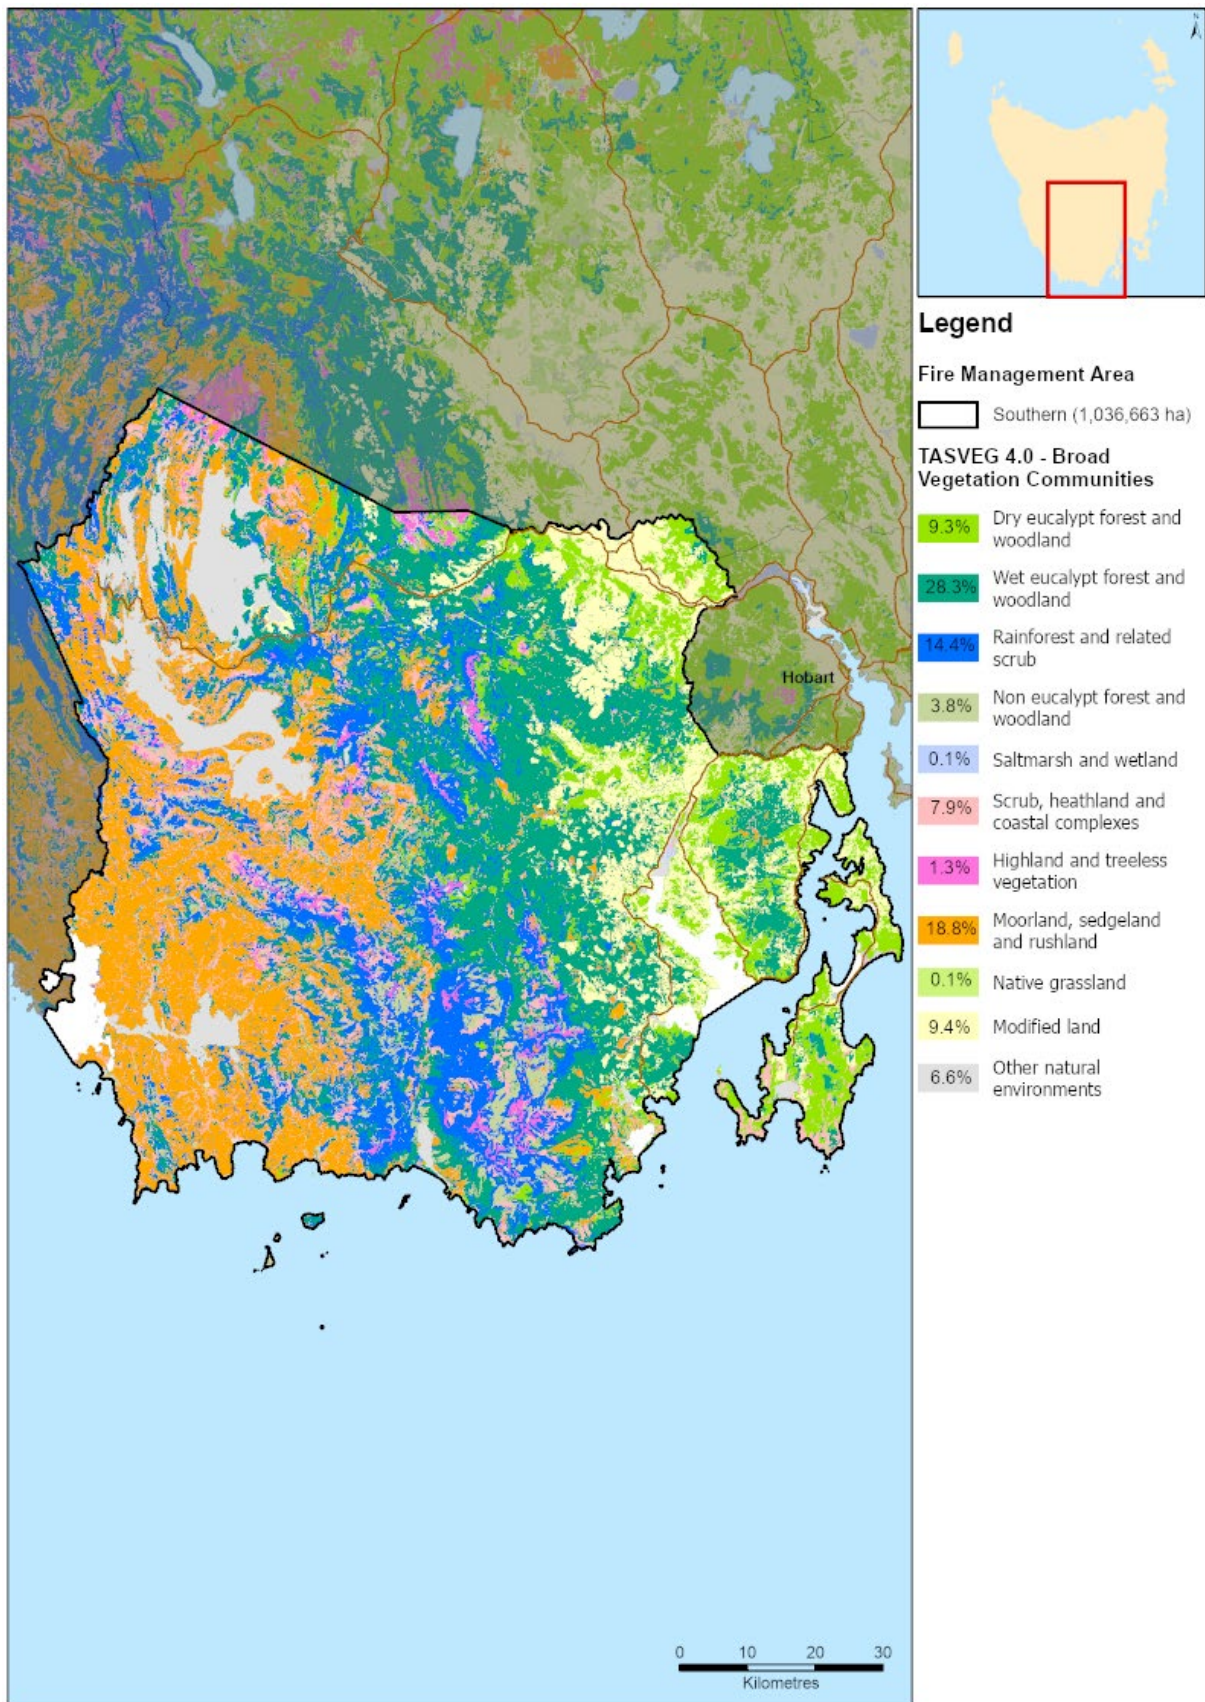 N
Legend
Fire Management Area
Southern (1,036,663 ha)
TASVEG 4.0 - Broad
Vegetation Communities
9.3%
Dry eucalypt forest and
woodland
28.3%
Wet eucalypt forest and
woodland
14.4%
Rainforest and related
scrub
3.8%
Non eucalypt forest and
woodland
0.1%
Saltmarsh and wetland
7.9%
Scrub, heathland and
coastal complexes
1.3%
Highland and treeless
vegetation
18.8%
Moorland, sedgeland
and rushland
0.1%
Native grassland
9.4%
Modified land
6.6%
Other natural
environments
Hobart
0 10 20 30
Kilometres